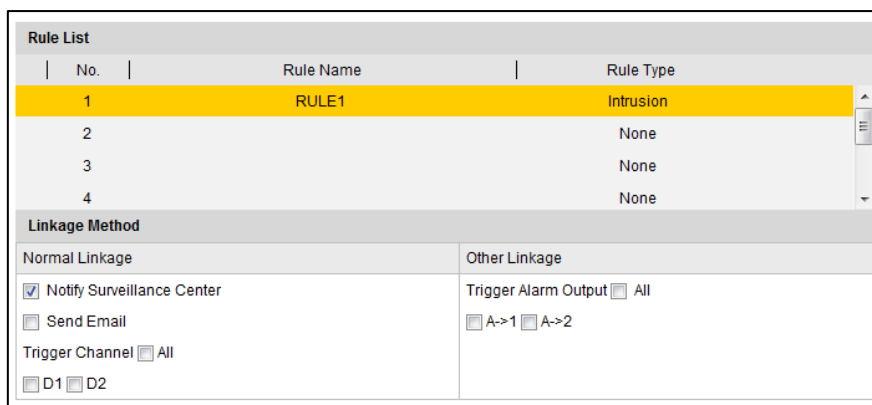 Rule List
No. Rule Name Rule Type
1 RULE1 Intrusion
2 None
3 None
4 None
Linkage Method
Normal Linkage Other Linkage
Notify Surveillance Center Trigger Alarm Output All
Send Email A->1 A->2
Trigger Channel All
D1 D2